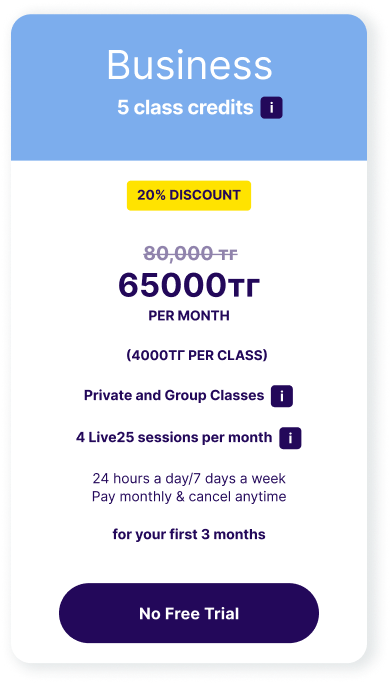 Business
5 class credits i
20% DISCOUNT
80,000 тг
65000тг
PER MONTH
(4000ТГ PER CLASS)
Private and Group Classes i
4 Live25 sessions per month i
24 hours a day/7 days a week
Pay monthly & cancel anytime
for your first 3 months
No Free Trial